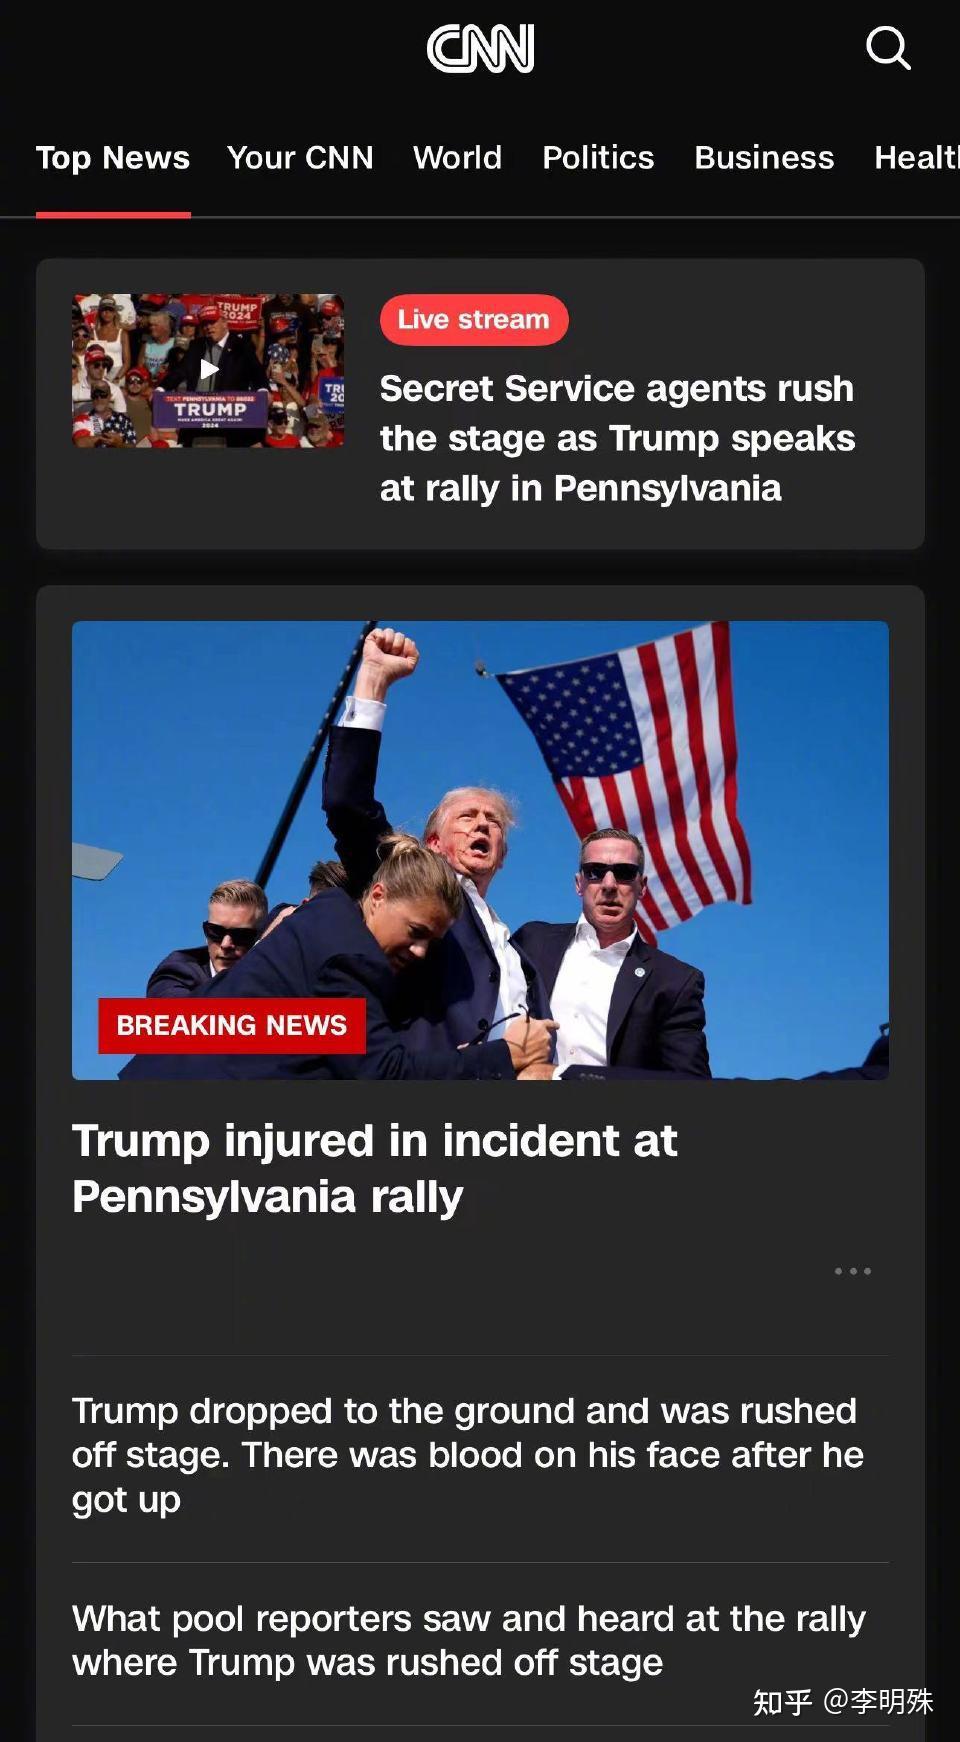 CNN
Top News Your CNN World Politics Business Healt
TRUMP
2024
TEXT PENNSYLVANIA TO 88022
TRUMP
MAKE AMERICA GREAT AGAIN!
2024
Live stream
Secret Service agents rush
the stage as Trump speaks
at rally in Pennsylvania
BREAKING NEWS
Trump injured in incident at
Pennsylvania rally
Trump dropped to the ground and was rushed
off stage. There was blood on his face after he
got up
What pool reporters saw and heard at the rally
where Trump was rushed off stage
知乎 @李明殊